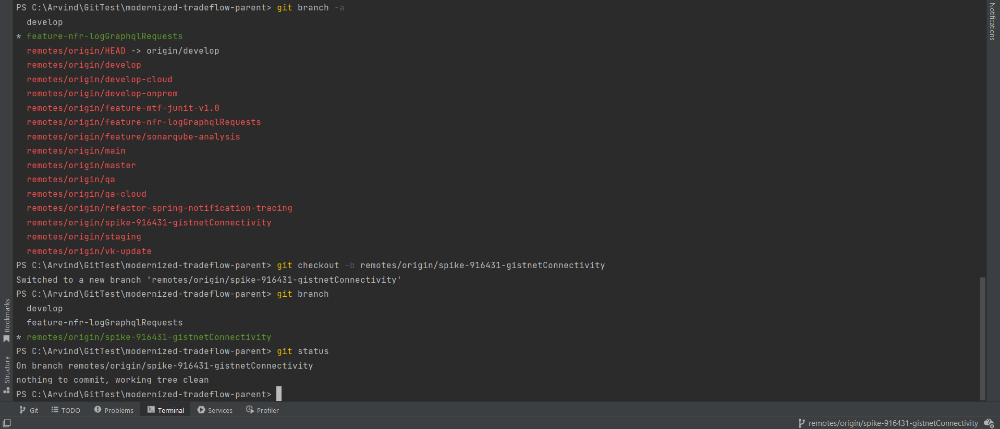 PS C:\Arvind\GitTest\modernized-tradeflow-parent> git branch -a
  develop
* feature-nfr-logGraphqlRequests
  remotes/origin/HEAD -> origin/develop
  remotes/origin/develop
  remotes/origin/develop-cloud
  remotes/origin/develop-onprem
  remotes/origin/feature-mtf-junit-v1.0
  remotes/origin/feature-nfr-logGraphqlRequests
  remotes/origin/feature/sonarqube-analysis
  remotes/origin/main
  remotes/origin/master
  remotes/origin/qa
  remotes/origin/qa-cloud
  remotes/origin/refactor-spring-notification-tracing
  remotes/origin/spike-916431-gistnetConnectivity
  remotes/origin/staging
  remotes/origin/vk-update
PS C:\Arvind\GitTest\modernized-tradeflow-parent> git checkout -b remotes/origin/spike-916431-gistnetConnectivity
Switched to a new branch 'remotes/origin/spike-916431-gistnetConnectivity'
PS C:\Arvind\GitTest\modernized-tradeflow-parent> git branch
  develop
  feature-nfr-logGraphqlRequests
* remotes/origin/spike-916431-gistnetConnectivity
PS C:\Arvind\GitTest\modernized-tradeflow-parent> git status
On branch remotes/origin/spike-916431-gistnetConnectivity
nothing to commit, working tree clean
PS C:\Arvind\GitTest\modernized-tradeflow-parent>
Notifications
Bookmarks
Structure
Git TODO Problems Terminal Services Profiler
remotes/origin/spike-916431-gistnetConnectivity